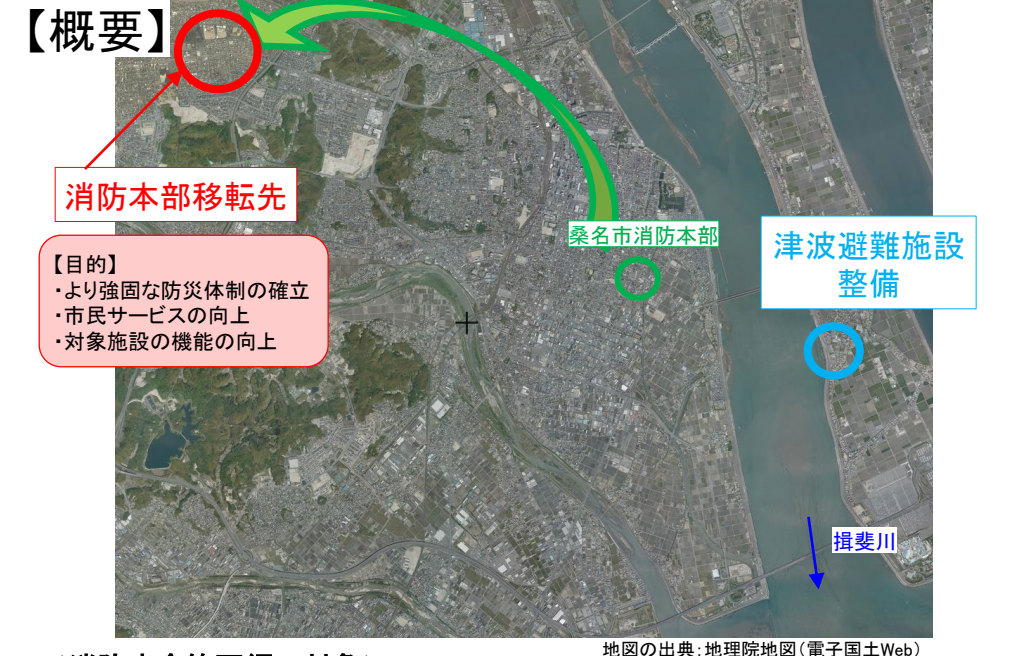 【概要】
消防本部移転先
【目的】
・より強固な防災体制の確立
・市民サービスの向上
・対象施設の機能の向上
桑名市消防本部
津波避難施設
整備
揖斐川
地図の出典:地理院地図(電子国土Web)